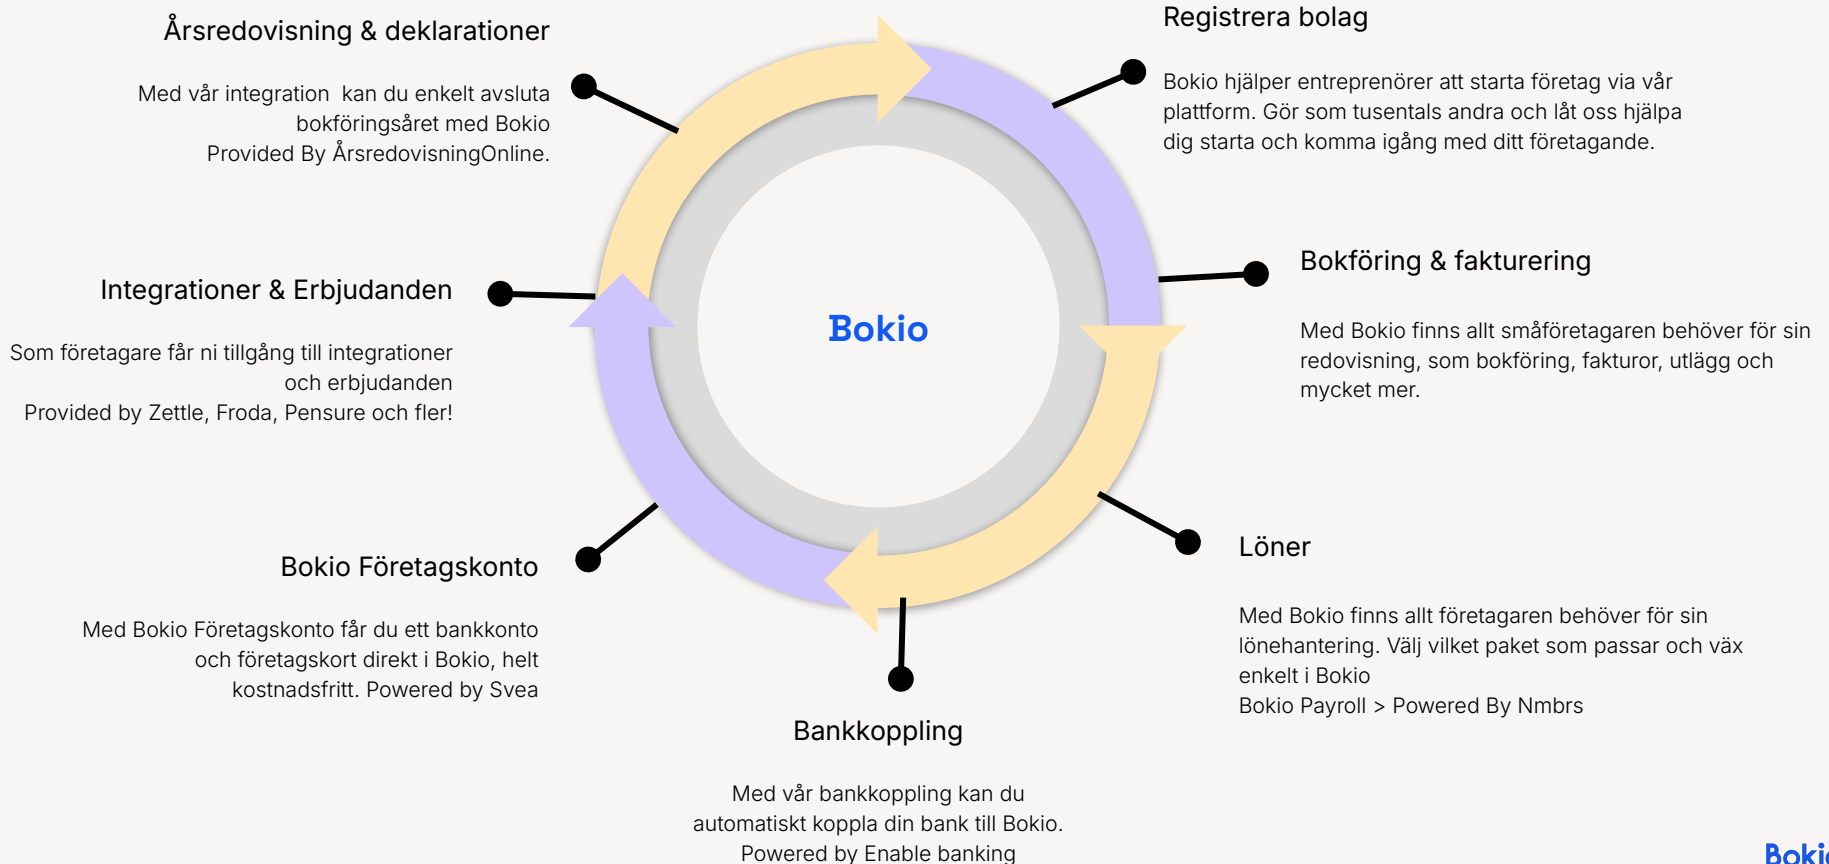 Årsredovisning & deklarationer
Med vår integration  kan du enkelt avsluta
bokföringsåret med Bokio
Provided By ÅrsredovisningOnline.
Registrera bolag
Bokio hjälper entreprenörer att starta företag via vår
plattform. Gör som tusentals andra och låt oss hjälpa
dig starta och komma igång med ditt företagande.
Integrationer & Erbjudanden
Som företagare får ni tillgång till integrationer
och erbjudanden
Provided by Zettle, Froda, Pensure och fler!
Bokio
Bokföring & fakturering
Med Bokio finns allt småföretagaren behöver för sin
redovisning, som bokföring, fakturor, utlägg och
mycket mer.
Bokio Företagskonto
Med Bokio Företagskonto får du ett bankkonto
och företagskort direkt i Bokio, helt
kostnadsfritt. Powered by Svea
Löner
Med Bokio finns allt företagaren behöver för sin
lönehantering. Välj vilket paket som passar och väx
enkelt i Bokio
Bokio Payroll > Powered By Nmbrs
Bankkoppling
Med vår bankkoppling kan du
automatiskt koppla din bank till Bokio.
Powered by Enable banking
Bokio